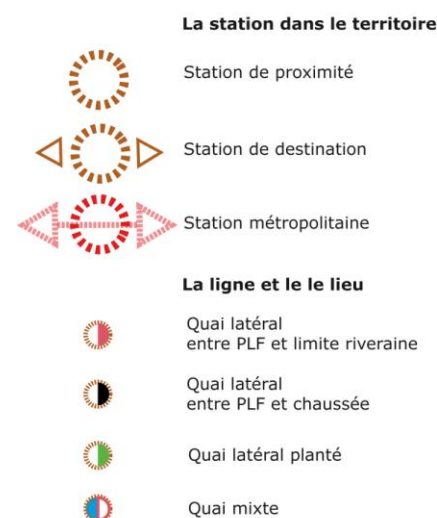 La station dans le territoire
Station de proximité
Station de destination
Station métropolitaine
La ligne et le le lieu
Quai latéral
entre PLF et limite riveraine
Quai latéral
entre PLF et chaussée
Quai latéral planté
Quai mixte